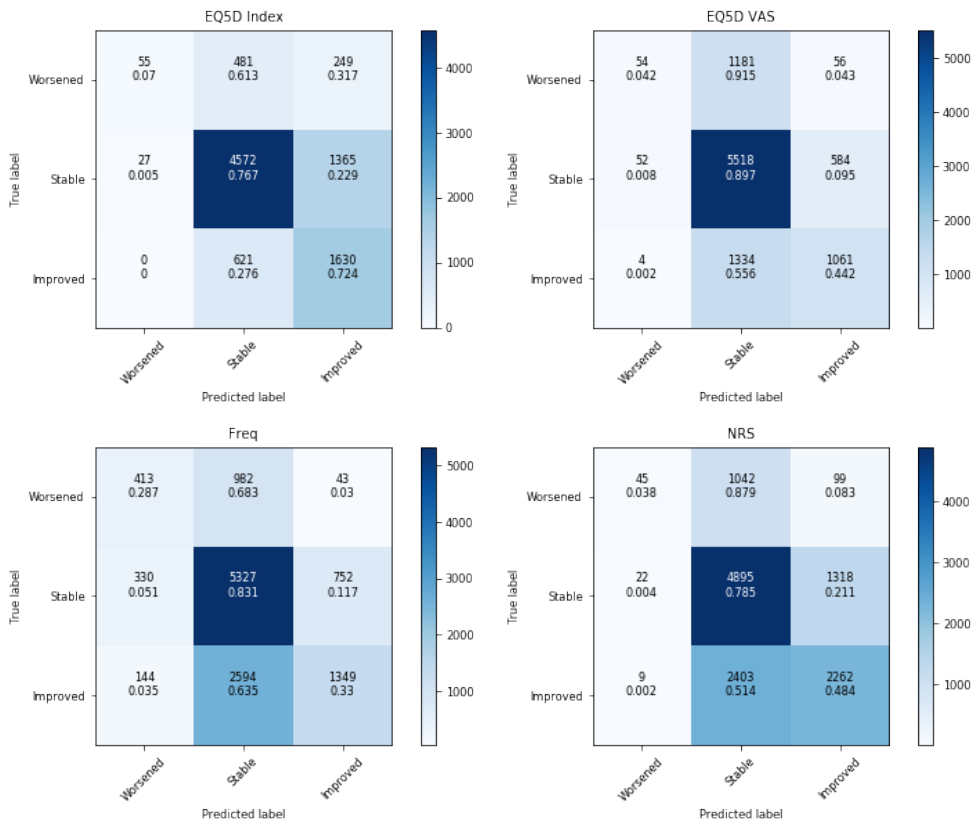 EQ5D Index
True label
Worsened
55 481 249
0.07 0.613 0.317
Stable
27 4572 1365
0.005 0.767 0.229
Improved
0 621 1630
0 0.276 0.724
Worsened Stable Improved
Predicted label
4000
3000
2000
1000
0
EQ5D VAS
True label
Worsened
54 1181 56
0.042 0.915 0.043
Stable
52 5518 584
0.008 0.897 0.095
Improved
4 1334 1061
0.002 0.556 0.442
Worsened Stable Improved
Predicted label
5000
4000
3000
2000
1000
Freq
True label
Worsened
413 982 43
0.287 0.683 0.03
Stable
330 5327 752
0.051 0.831 0.117
Improved
144 2594 1349
0.035 0.635 0.33
Worsened Stable Improved
Predicted label
5000
4000
3000
2000
1000
NRS
True label
Worsened
45 1042 99
0.038 0.879 0.083
Stable
22 4895 1318
0.004 0.785 0.211
Improved
9 2403 2262
0.002 0.514 0.484
Worsened Stable Improved
Predicted label
4000
3000
2000
1000